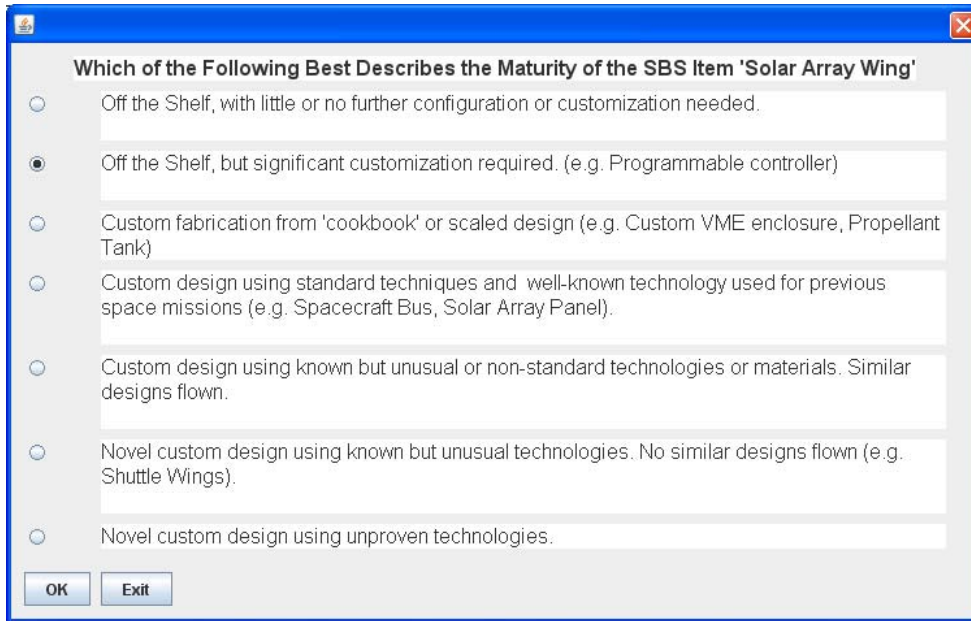 Which of the Following Best Describes the Maturity of the SBS Item 'Solar Array Wing'
Off the Shelf, with little or no further configuration or customization needed.
Off the Shelf, but significant customization required. (e.g. Programmable controller)
Custom fabrication from 'cookbook' or scaled design (e.g. Custom VME enclosure, Propellant
Tank)
Custom design using standard techniques and  well-known technology used for previous
space missions (e.g. Spacecraft Bus, Solar Array Panel).
Custom design using known but unusual or non-standard technologies or materials. Similar
designs flown.
Novel custom design using known but unusual technologies. No similar designs flown (e.g.
Shuttle Wings).
Novel custom design using unproven technologies.
OK Exit